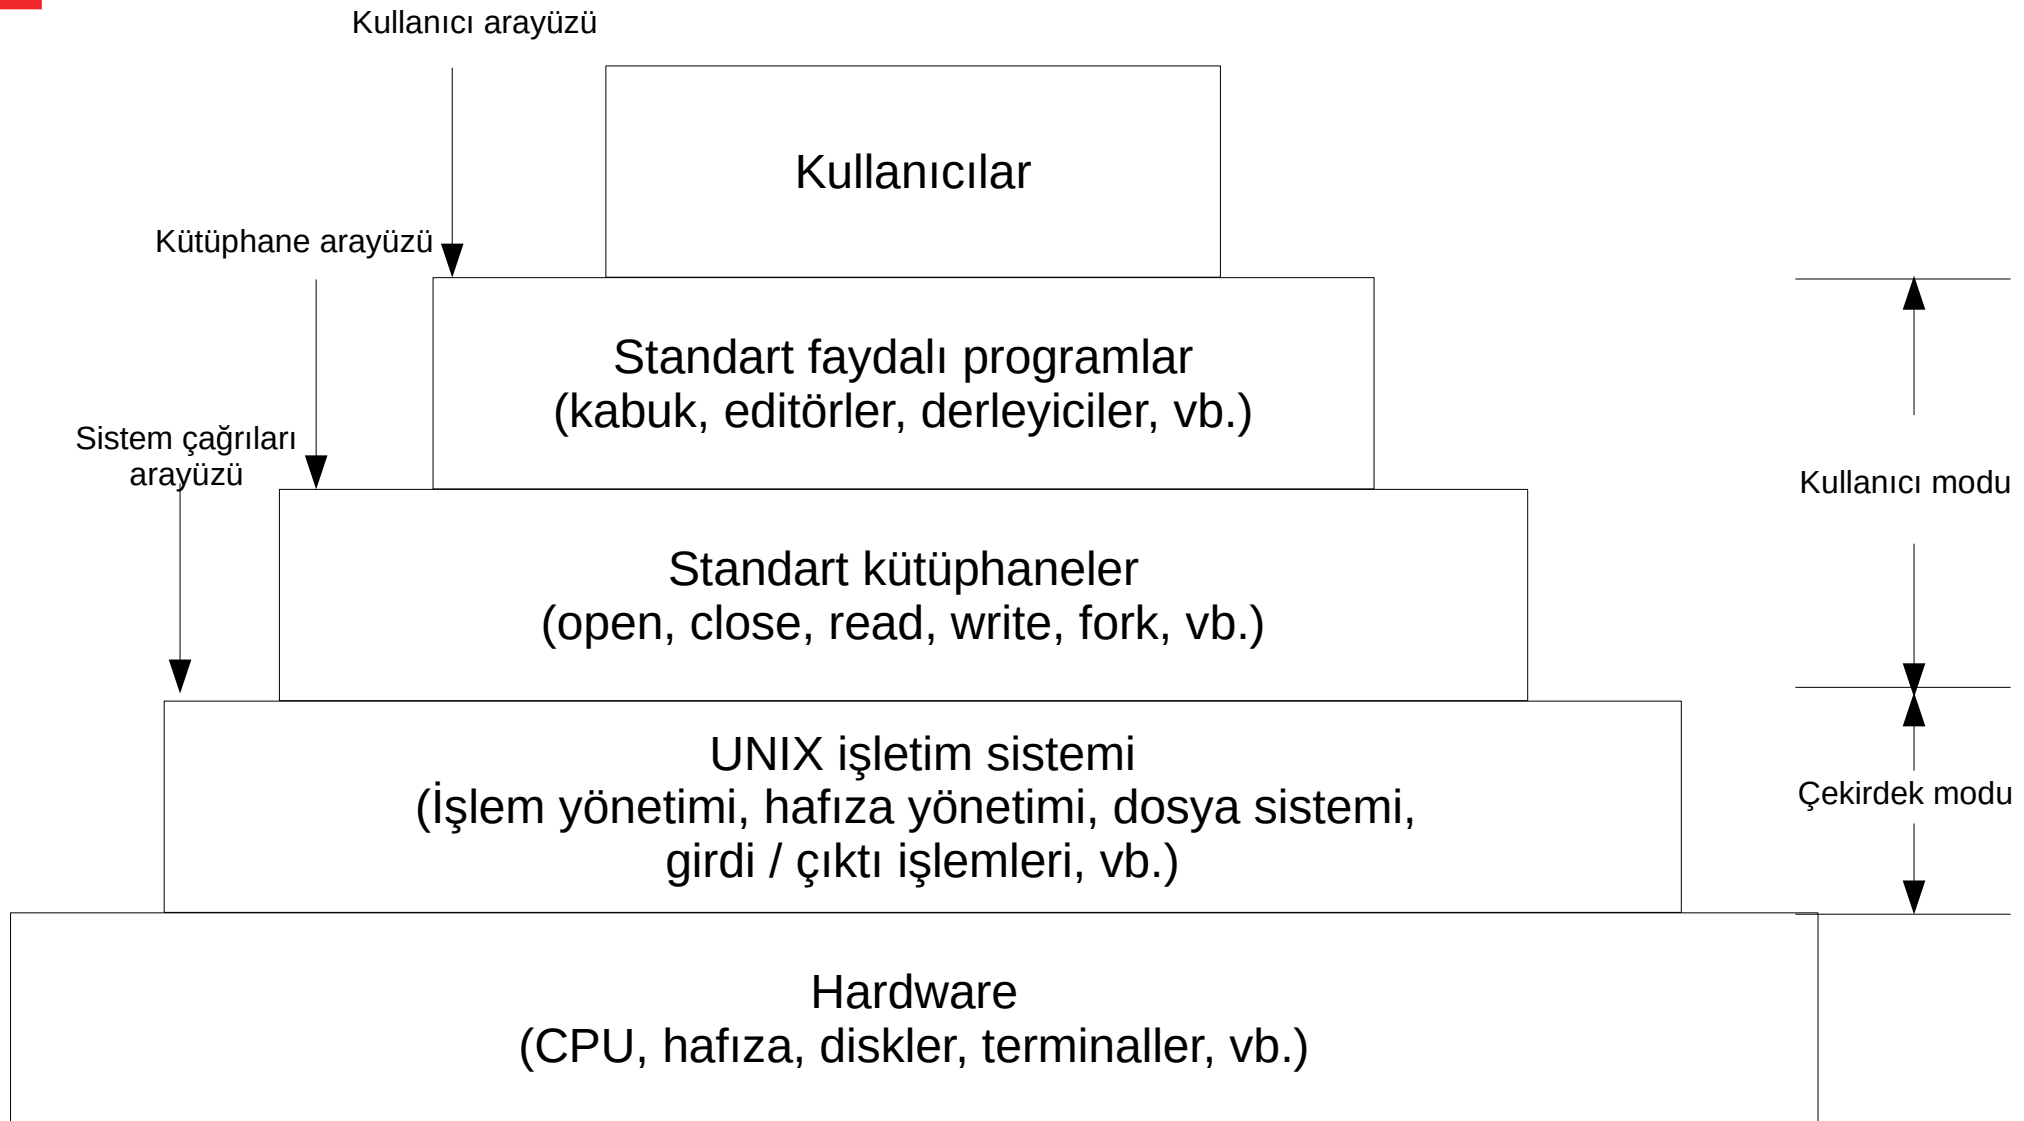 Kullanıcı arayüzü
Kullanıcılar
Kütüphane arayüzü
Standart faydalı programlar
(kabuk, editörler, derleyiciler, vb.)
Sistem çağrıları
arayüzü
Kullanıcı modu
Standart kütüphaneler
(open, close, read, write, fork, vb.)
UNIX işletim sistemi
(İşlem yönetimi, hafıza yönetimi, dosya sistemi,
girdi / çıktı işlemleri, vb.)
Çekirdek modu
Hardware
(CPU, hafıza, diskler, terminaller, vb.)